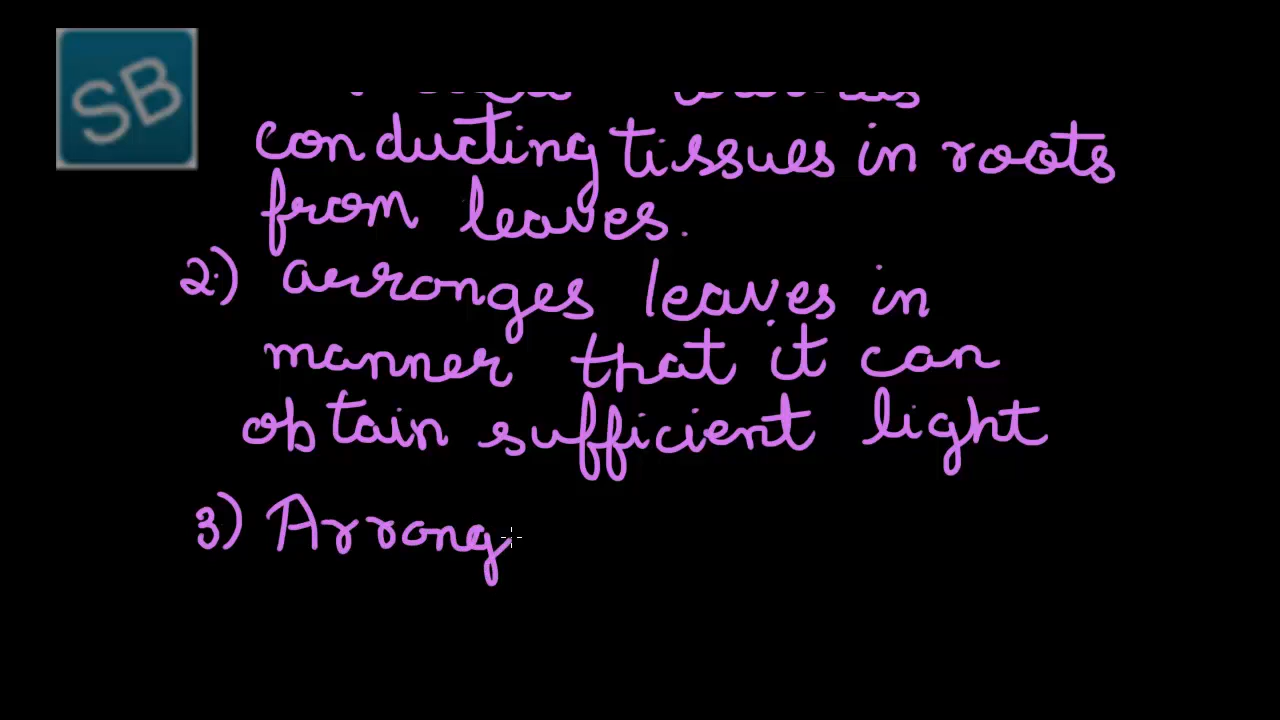 SB
conducting tissues in roots
from leaves.
2.) arranges leaves in
manner that it can
obtain sufficient light
3) Arrang